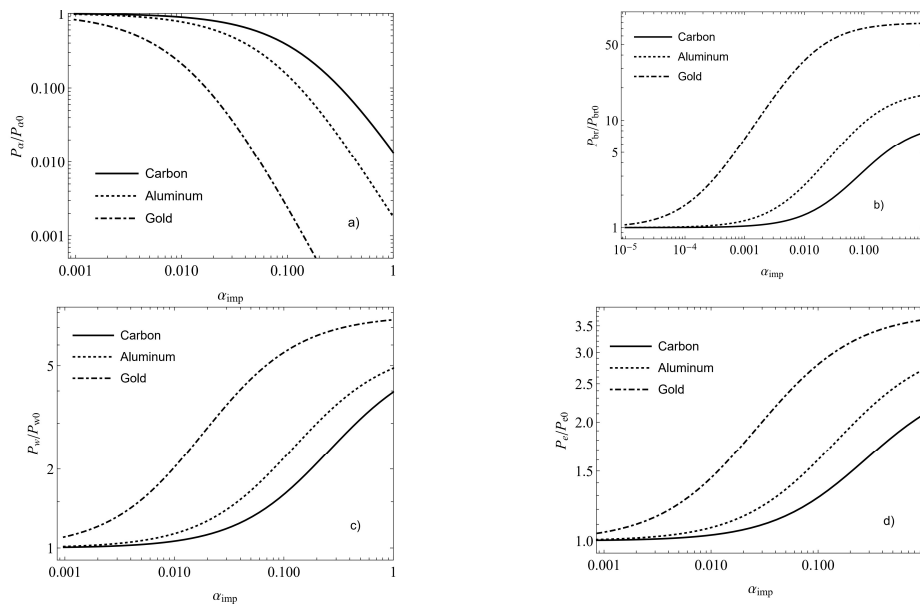 1
0.100
0.010
0.001
P_α/P_α0
Carbon
Aluminum
Gold
a)
0.001 0.010 0.100 1
α_imp
50
10
5
1
P_br/P_br0
Carbon
Aluminum
Gold
b)
10^-5 10^-4 0.001 0.010 0.100
α_imp
5
2
1
P_w/P_w0
Carbon
Aluminum
Gold
c)
0.001 0.010 0.100 1
α_imp
3.5
3.0
2.5
2.0
1.5
1.0
P_e/P_e0
Carbon
Aluminum
Gold
d)
0.001 0.010 0.100
α_imp